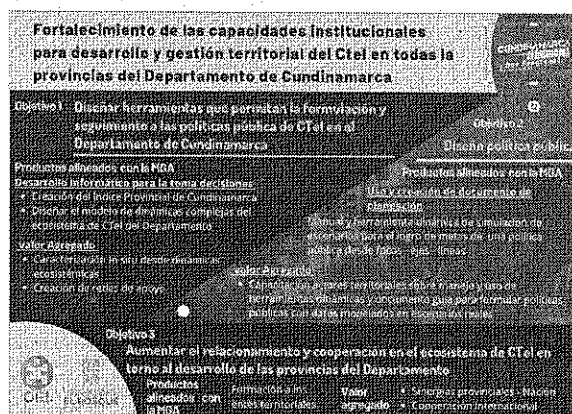 Fortalecimiento de las capacidades institucionales
para desarrollo y gestión territorial del CteI en todas la
provincias del Departamento de Cundinamarca
Objetivo 1
Diseñar herramientas que permitan la formulación y
seguimiento a las políticas pública de CTeI en el
Departamento de Cundinamarca
Productos alineados con la MGA
Desarrollo informático para la toma decisiones
• Creación del Índice Provincial de Cundinamarca
• Diseñar el modelo de dinámicas complejas del
ecosistema de CTeI del Departamento
Valor Agregado
• Caracterización in situ desde dinámicas
ecosistémicas
• Creación de redes de apoyo
Objetivo 2
Diseño política pública
Productos alineados con la MGA
Uso y creación de documento de
planeación
Manual y herramienta dinámica de simulación de
escenarios para el logro de metas de una política
pública desde focos - ejes - líneas
Valor Agregado
• Capacitación actores territoriales sobre manejo y uso de
herramientas dinámicas y documento guía para formular políticas
públicas con datos modelados en escenarios reales
Objetivo 3
Aumentar el relacionamiento y cooperación en el ecosistema de CTeI en
torno al desarrollo de las provincias del Departamento
Productos
alineados con
la MGA
Formación a los
entes territoriales
Valor
agregado
• Sinergias provinciales - Nación
• Cooperación internacional